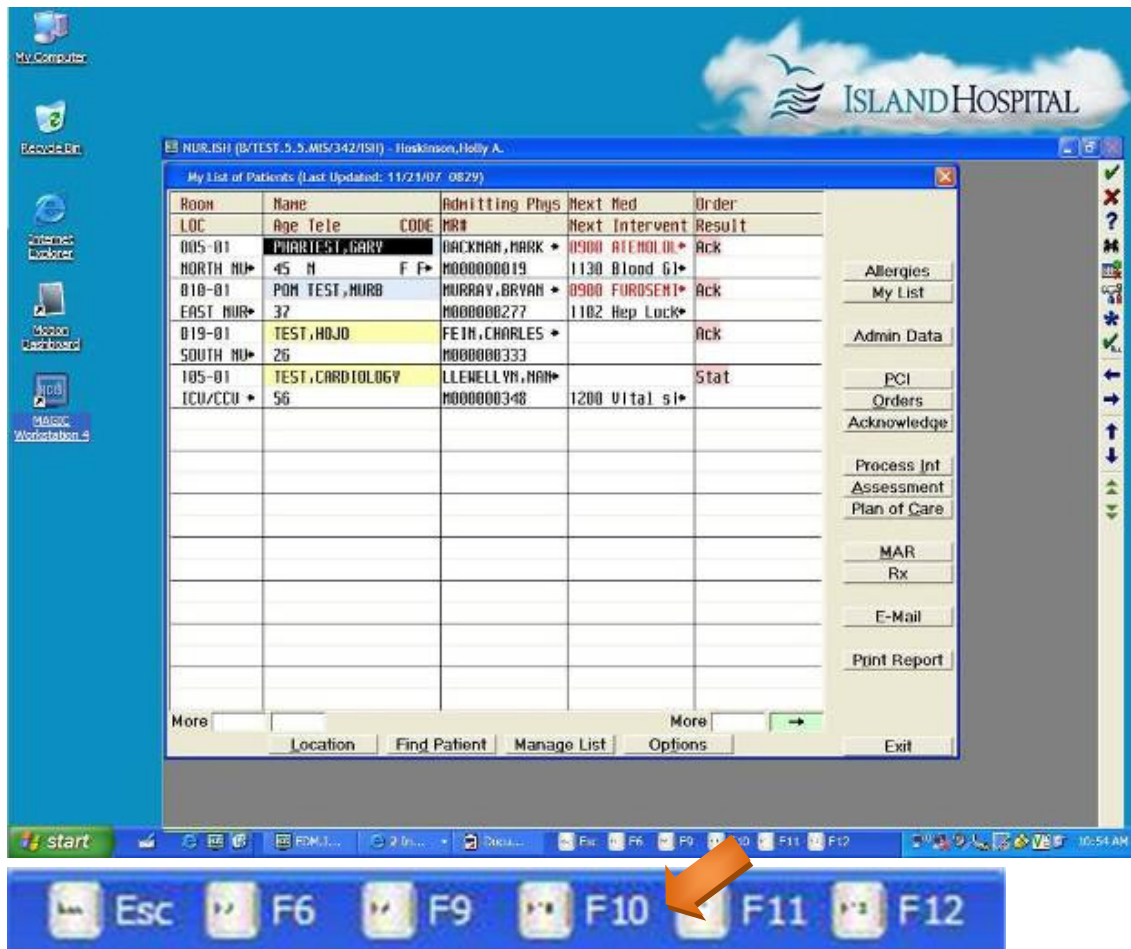 My Computer
ISLAND HOSPITAL
Recycle Bin
NUR.ISH (B/TEST.5.5.MIS/342/ISH) - Hoskinson,Holly A.
My List of Patients (Last Updated: 11/21/07 0829)
Room Name Admitting Phys Next Med Order
LOC Age Tele CODE MR# Next Intervent Result
005-01 PHARTEST,GARY BACKMAN,MARK 0900 ATENOLOL Ack
NORTH NU 45 M F F M000000019 1130 Blood Gl
010-01 POM TEST,NURB MURRAY,BRYAN 0900 FUROSEMI Ack
EAST NUR 37 M000000277 1102 Hep Lock
019-01 TEST,HOJO FEIN,CHARLES Ack
SOUTH NU 26 M000000333
105-01 TEST,CARDIOLOGY LLEWELLYN,NAN Stat
ICU/CCU 56 M000000348 1200 Vital si
Internet Explorer
Motion Dashboard
MAGIC
Workstation 4
Allergies
My List
Admin Data
PCI
Orders
Acknowledge
Process Int
Assessment
Plan of Care
MAR
Rx
E-Mail
Print Report
More More
Location Find Patient Manage List Options Exit
start EDM.I... 2 In... Docu... Esc F6 F9 F11 F12 10:54 AM
Esc F6 F9 F10 F11 F12